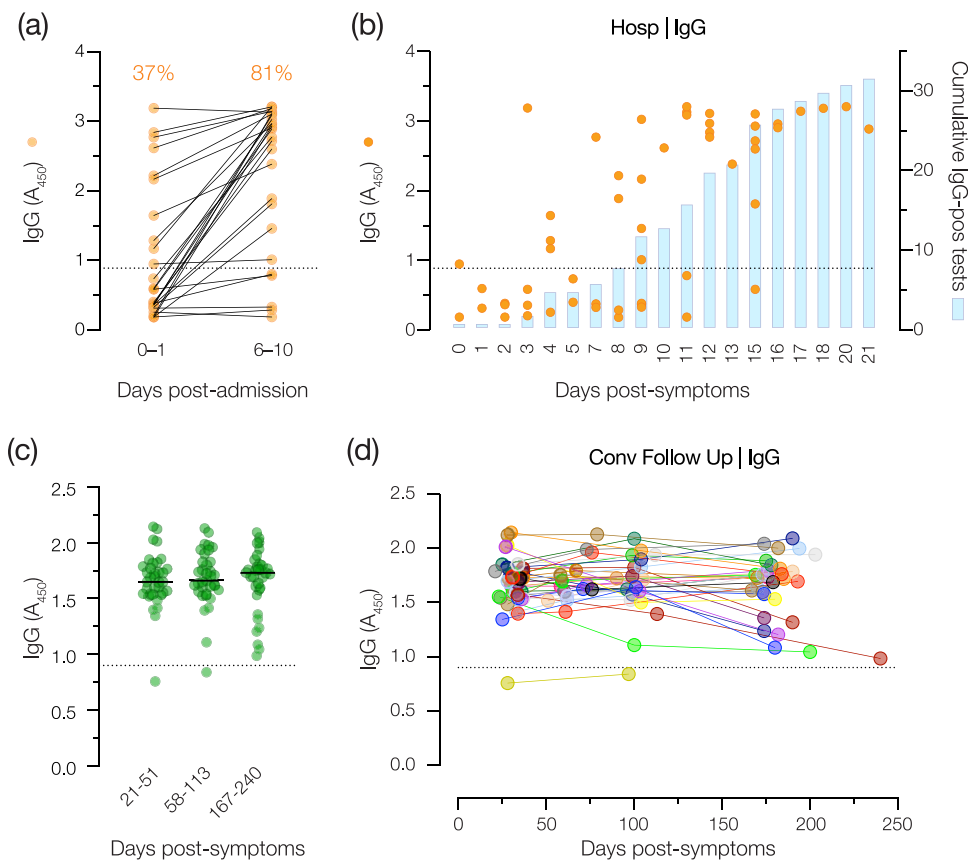 (a)
4
3
2
1
0
IgG (A450)
37%
81%
0–1
6–10
Days post-admission
(b)
Hosp | IgG
4
3
2
1
0
IgG (A450)
30
20
10
0
Cumulative IgG-pos tests
0 1 2 3 4 5 7 8 9 10 11 12 13 15 16 17 18 20 21
Days post-symptoms
(c)
2.5
2.0
1.5
1.0
0.5
0.0
IgG (A450)
21-51
58-113
167-240
Days post-symptoms
(d)
Conv Follow Up | IgG
2.5
2.0
1.5
1.0
0.5
0.0
IgG (A450)
0 50 100 150 200 250
Days post-symptoms